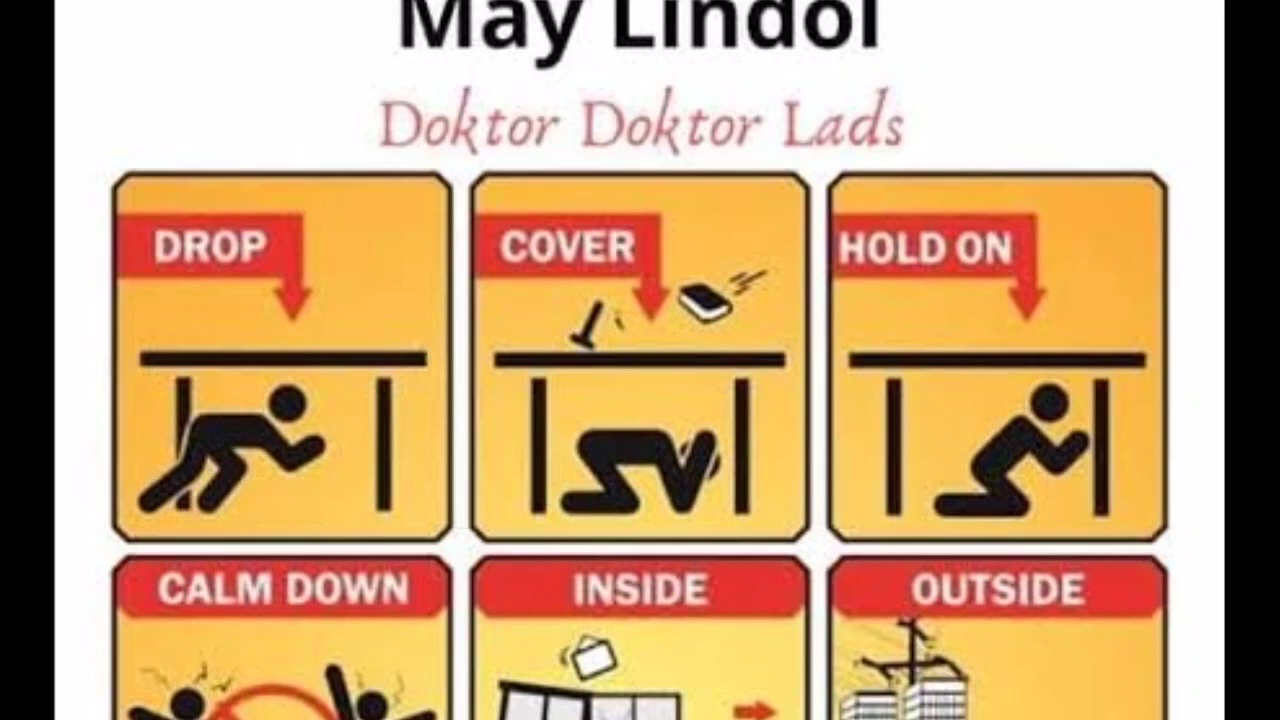 May Lindol
Doktor Doktor Lads
DROP
COVER
HOLD ON
CALM DOWN
INSIDE
OUTSIDE